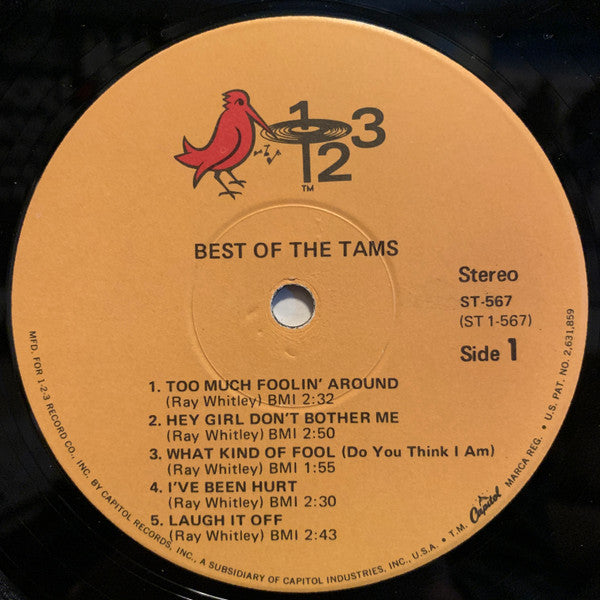 1 2 3
TM
BEST OF THE TAMS
Stereo
ST-567
(ST 1-567)
Side 1
1. TOO MUCH FOOLIN' AROUND
(Ray Whitley) BMI 2:32
2. HEY GIRL DON'T BOTHER ME
(Ray Whitley) BMI 2:50
3. WHAT KIND OF FOOL (Do You Think I Am)
(Ray Whitley) BMI 1:55
4. I'VE BEEN HURT
(Ray Whitley) BMI 2:30
5. LAUGH IT OFF
(Ray Whitley) BMI 2:43
MFD. FOR 1-2-3 RECORD CO., INC. BY CAPITOL RECORDS, INC., A SUBSIDIARY OF CAPITOL INDUSTRIES, INC., U.S.A. • T.M. Capitol MARCA REG. • U.S. PAT. NO. 2,631,859